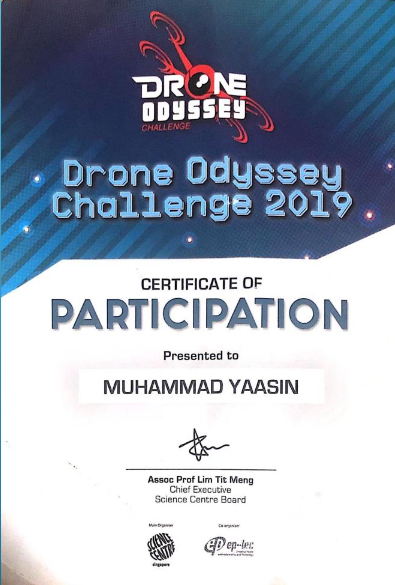 DRONE
ODYSSEY
CHALLENGE
Drone Odyssey
Challenge 2019
CERTIFICATE OF
PARTICIPATION
Presented to
MUHAMMAD YAASIN
Assoc Prof Lim Tit Meng
Chief Executive
Science Centre Board
Main Organiser
Co-organiser
SCIENCE
CENTRE
singapore
ep-tec